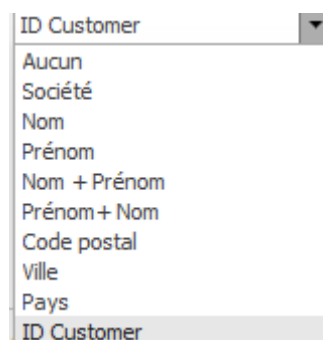 ID Customer
Aucun
Société
Nom
Prénom
Nom + Prénom
Prénom+ Nom
Code postal
Ville
Pays
ID Customer